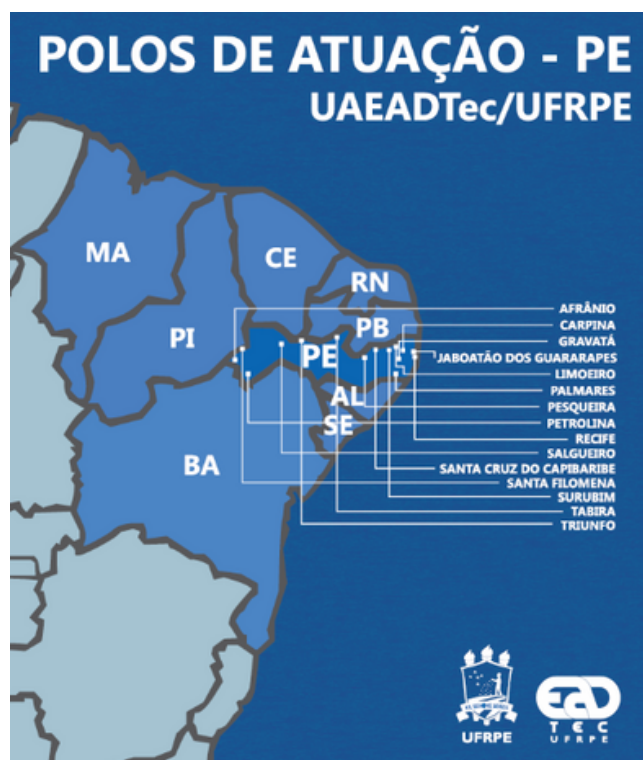 POLOS DE ATUAÇÃO - PE
UAEADTec/UFRPE
MA
CE
RN
PI
PB
PE
AL
SE
BA
AFRÂNIO
CARPINA
GRAVATÁ
JABOATÃO DOS GUARARAPES
LIMOEIRO
PALMARES
PESQUEIRA
PETROLINA
RECIFE
SALGUEIRO
SANTA CRUZ DO CAPIBARIBE
SANTA FILOMENA
SURUBIM
TABIRA
TRIUNFO
UFRPE
EAD
TEC
UFRPE